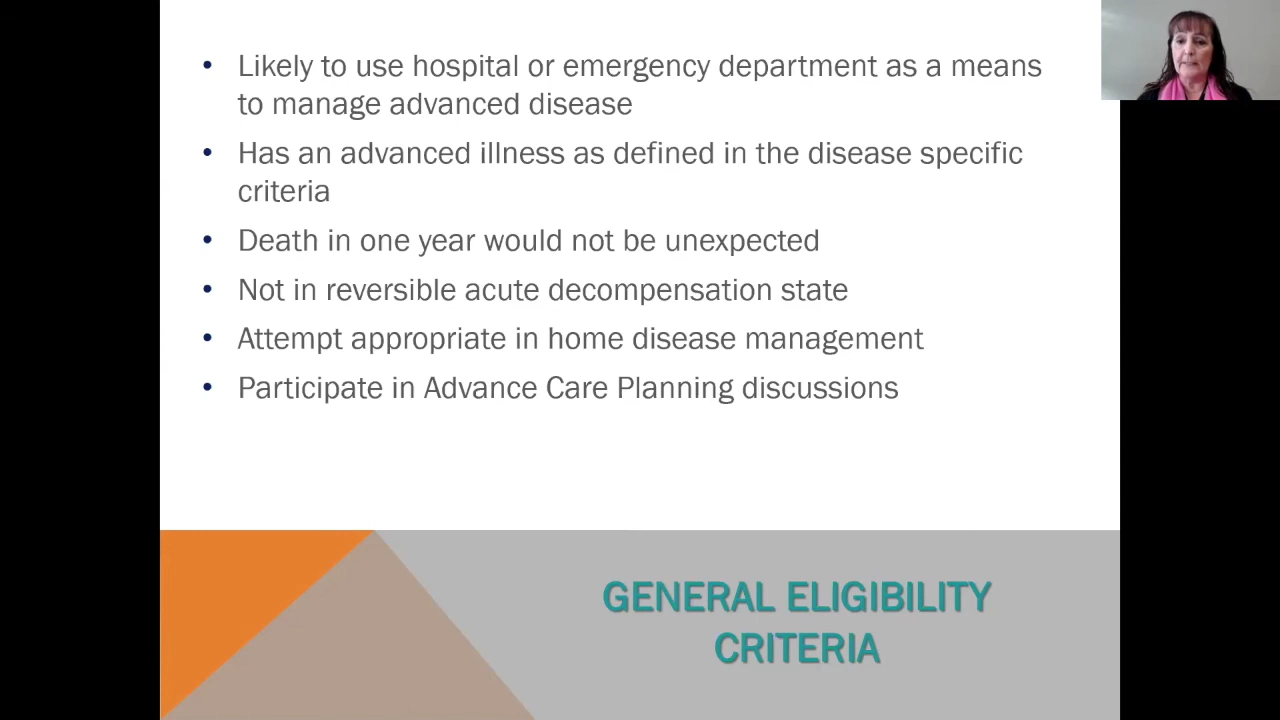 • Likely to use hospital or emergency department as a means
to manage advanced disease
• Has an advanced illness as defined in the disease specific
criteria
• Death in one year would not be unexpected
• Not in reversible acute decompensation state
• Attempt appropriate in home disease management
• Participate in Advance Care Planning discussions
GENERAL ELIGIBILITY
CRITERIA